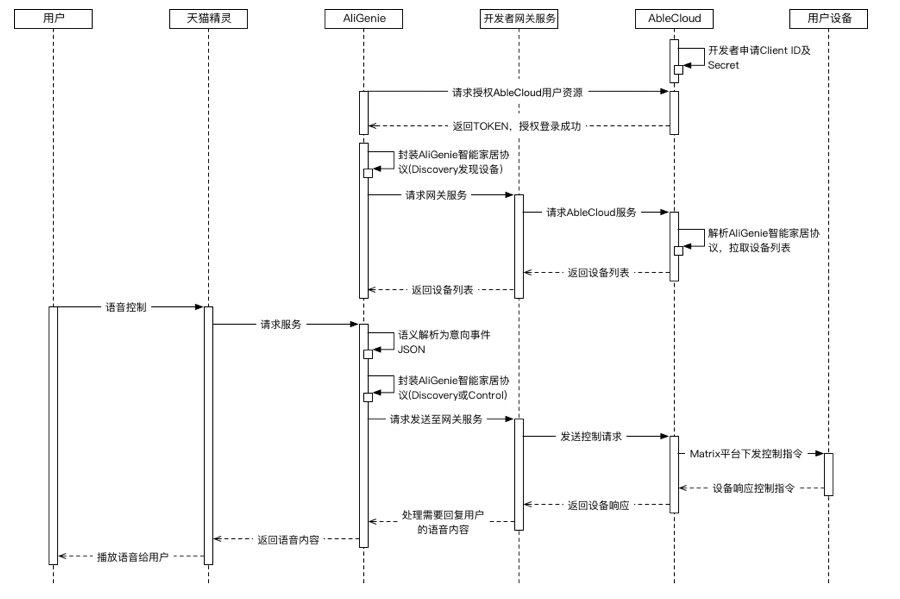 用户
天猫精灵
AliGenie
开发者网关服务
AbleCloud
用户设备
开发者申请Client ID及
Secret
请求授权AbleCloud用户资源
返回TOKEN，授权登录成功
封装AliGenie智能家居协
议(Discovery发现设备)
请求网关服务
请求AbleCloud服务
解析AliGenie智能家居协
议，拉取设备列表
返回设备列表
返回设备列表
语音控制
请求服务
语义解析为意向事件
JSON
封装AliGenie智能家居协
议(Discovery或Control)
请求发送至网关服务
发送控制请求
Matrix平台下发控制指令
设备响应控制指令
返回设备响应
处理需要回复用户
的语音内容
返回语音内容
播放语音给用户